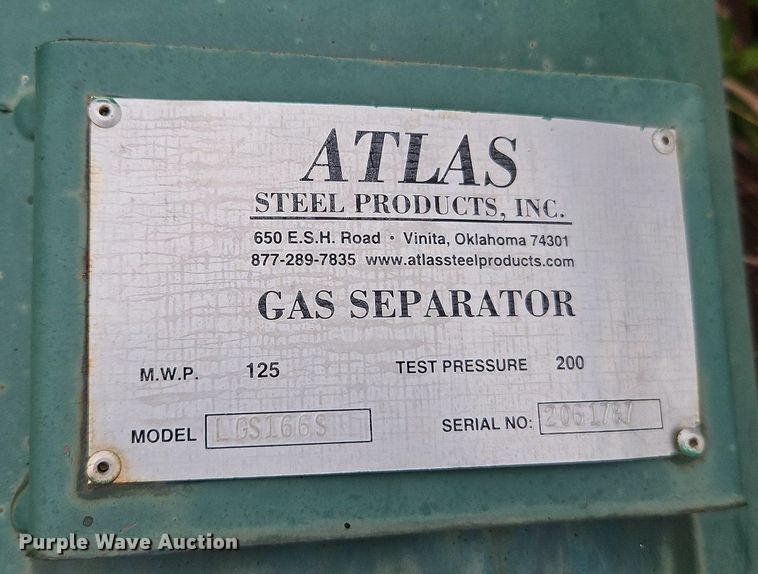 ATLAS
STEEL PRODUCTS, INC.
650 E.S.H. Road · Vinita, Oklahoma 74301
877-289-7835 www.atlassteelproducts.com
GAS SEPARATOR
M.W.P. 125 TEST PRESSURE 200
MODEL LGS166S SERIAL NO:
Purple Wave Auction